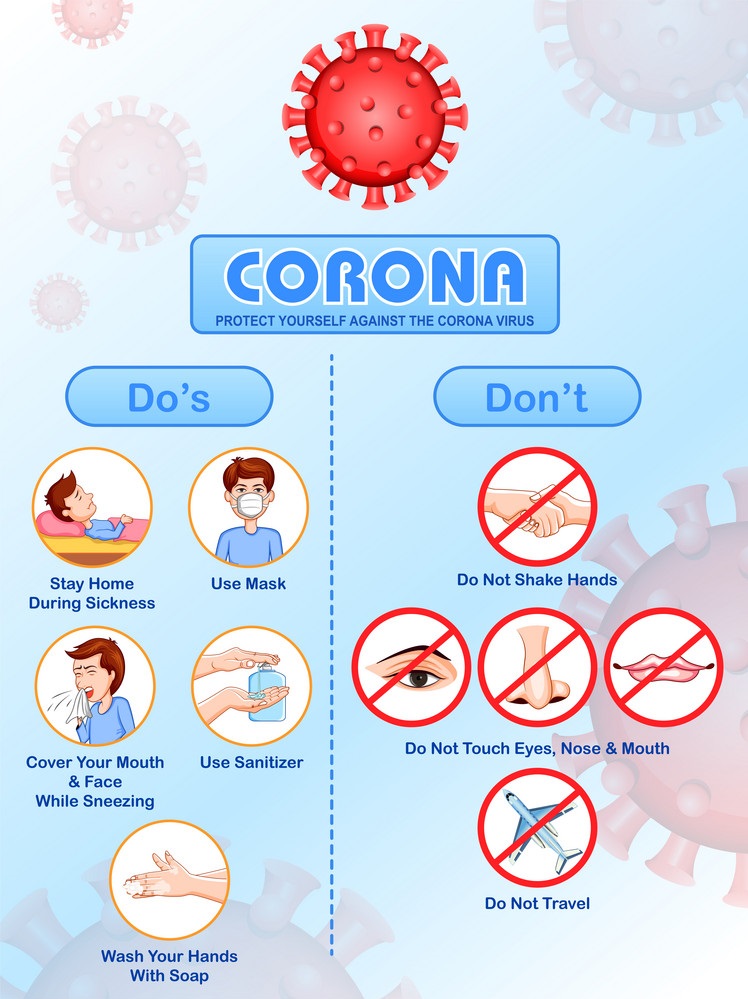 CORONA
PROTECT YOURSELF AGAINST THE CORONA VIRUS
Do's
Stay Home
During Sickness
Use Mask
Cover Your Mouth
& Face
While Sneezing
Use Sanitizer
Wash Your Hands
With Soap
Don't
Do Not Shake Hands
Do Not Touch Eyes, Nose & Mouth
Do Not Travel